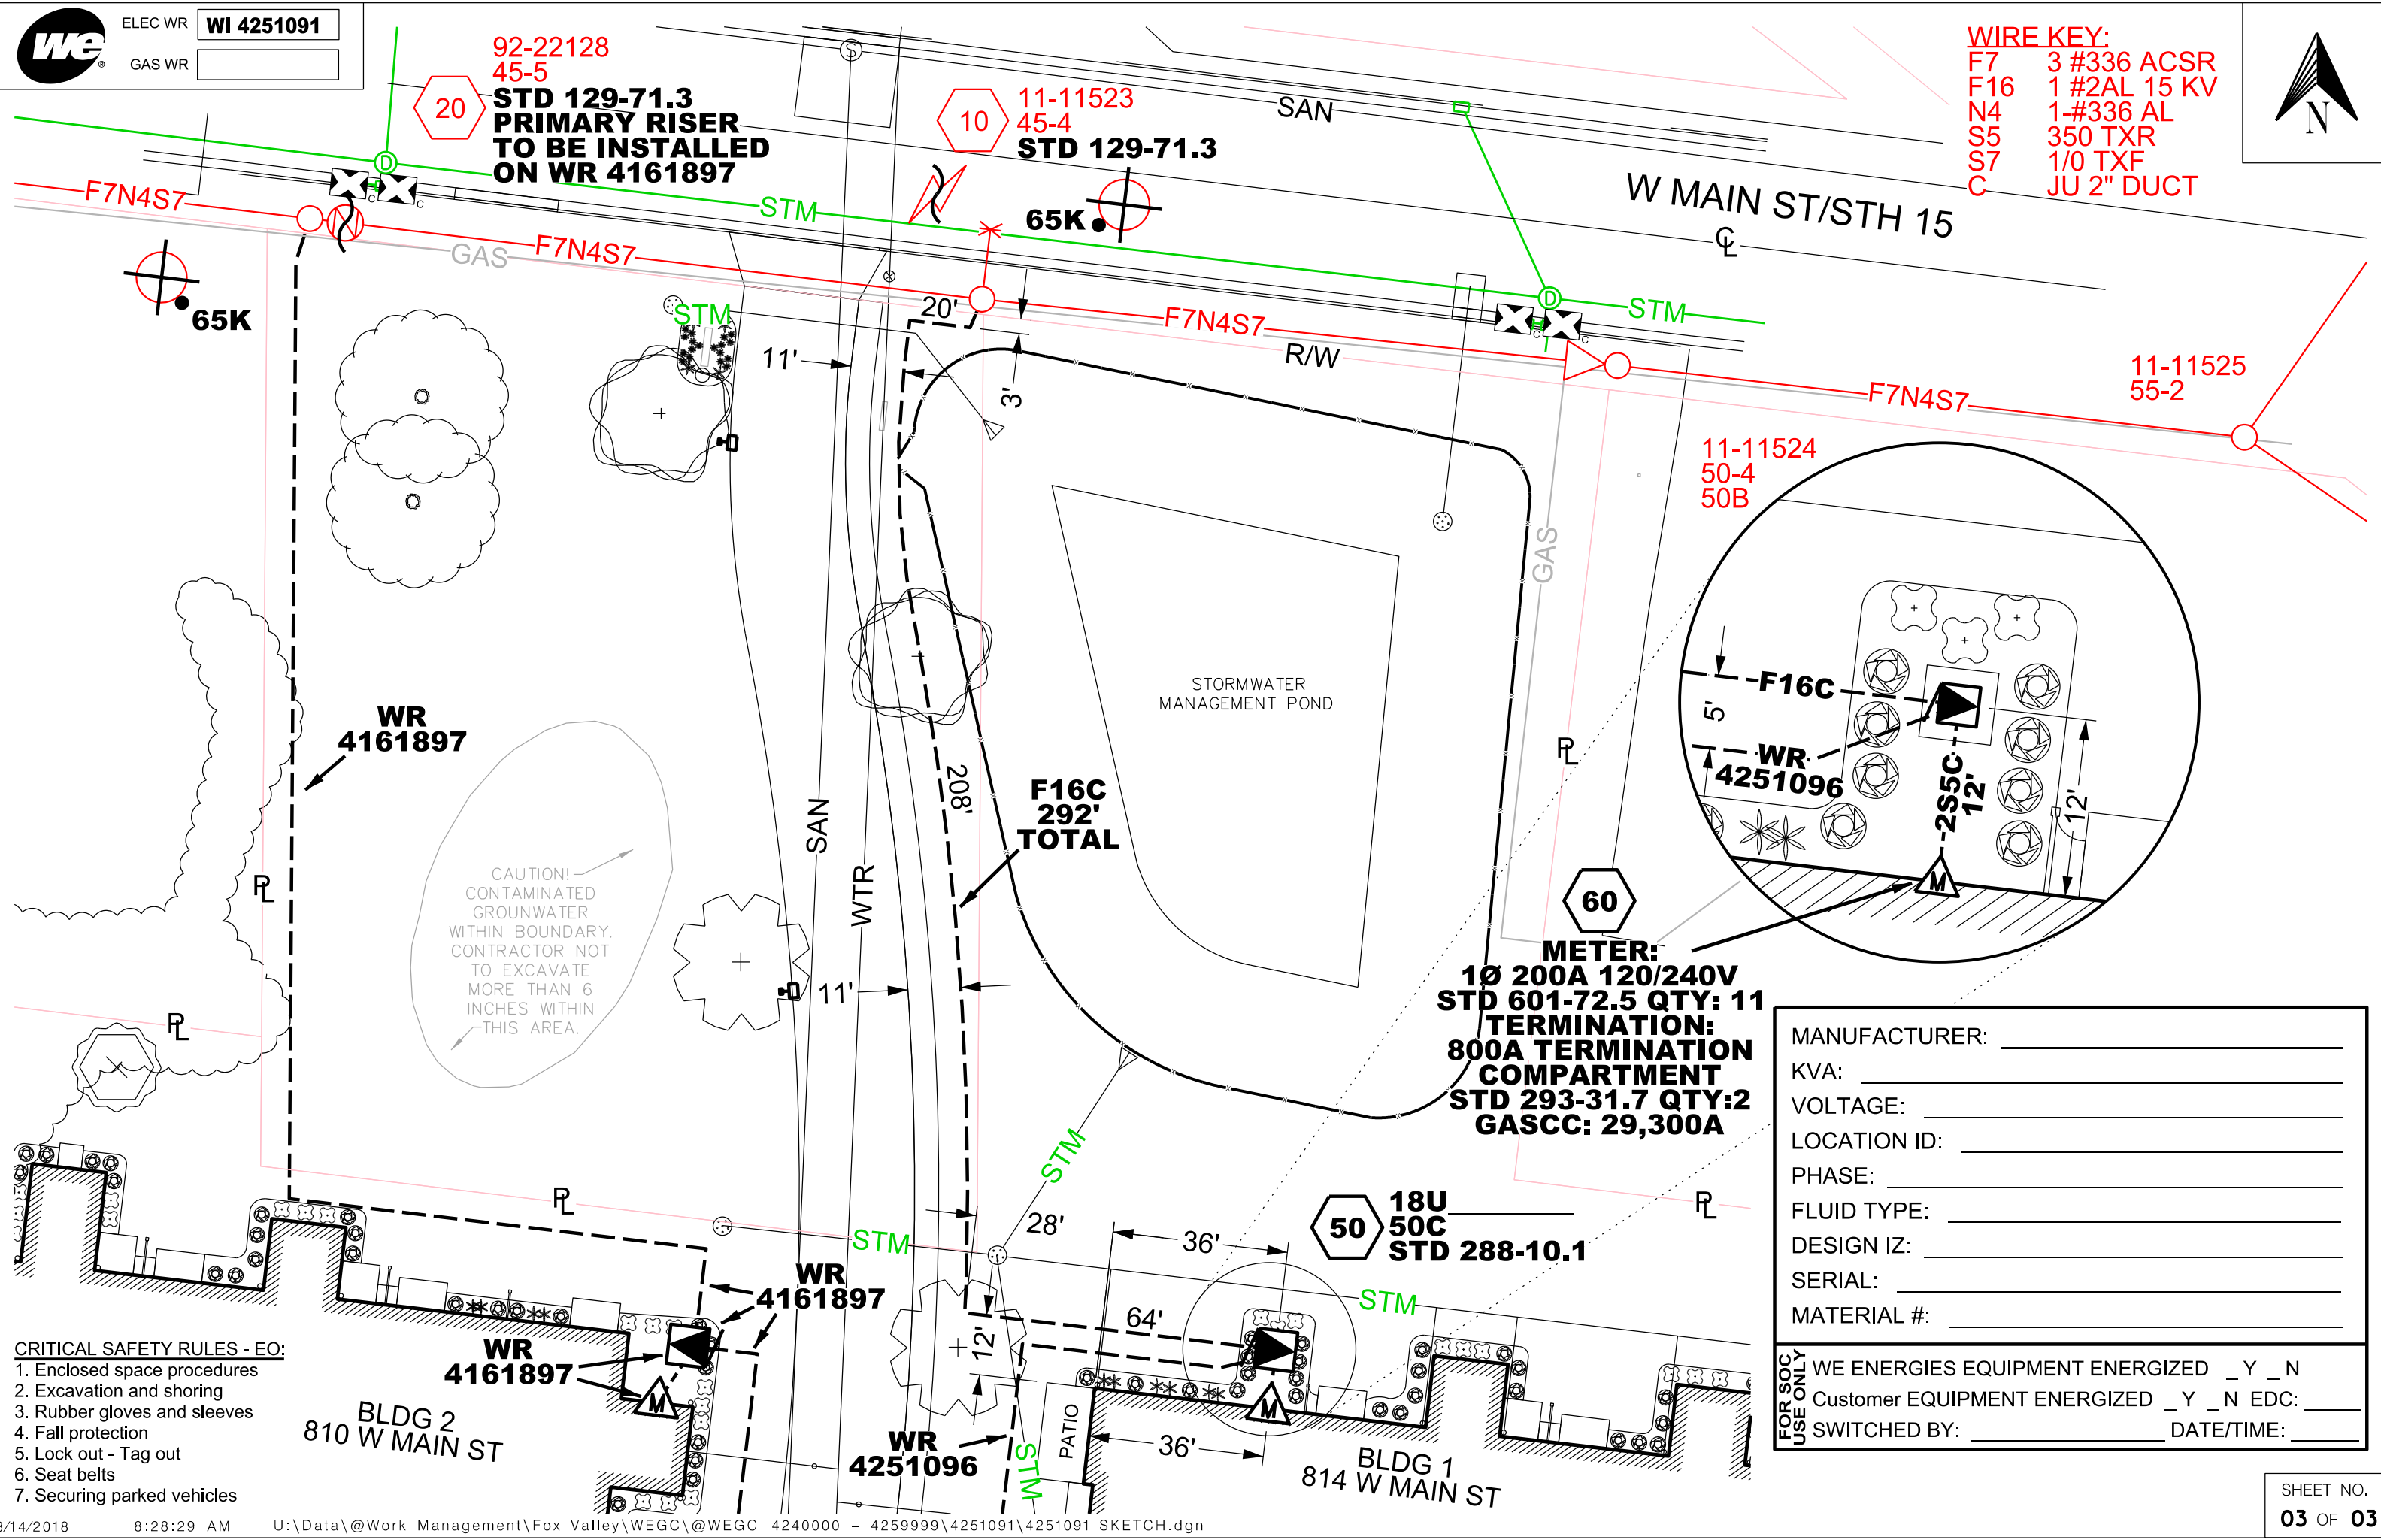 we
ELEC WR WI 4251091
GAS WR
92-22128
45-5
20
STD 129-71.3
PRIMARY RISER
TO BE INSTALLED
ON WR 4161897
10
11-11523
45-4
STD 129-71.3
WIRE KEY:
F7 3 #336 ACSR
F16 1 #2AL 15 KV
N4 1-#336 AL
S5 350 TXR
S7 1/0 TXF
C JU 2" DUCT
N
S
SAN
W MAIN ST/STH 15
CL
D
C
C
F7N4S7
STM
65K
GAS
F7N4S7
65K
STM
20'
11'
3'
F7N4S7
R/W
D
C
C
STM
F7N4S7
11-11525
55-2
11-11524
50-4
50B
GAS
STORMWATER
MANAGEMENT POND
PL
WR
4161897
208'
F16C
292'
TOTAL
SAN
WTR
CAUTION!
CONTAMINATED
GROUNWATER
WITHIN BOUNDARY.
CONTRACTOR NOT
TO EXCAVATE
MORE THAN 6
INCHES WITHIN
THIS AREA.
PL
PL
11'
F16C
5'
WR
4251096
2S5C
12'
12'
M
60
METER:
1Ø 200A 120/240V
STD 601-72.5 QTY: 11
TERMINATION:
800A TERMINATION
COMPARTMENT
STD 293-31.7 QTY:2
GASCC: 29,300A
STM
PL
STM
28'
36'
50
18U
50C
STD 288-10.1
PL
STM
WR
4161897
WR
4161897
M
64'
12'
M
36'
PATIO
WR
4251096
STM
BLDG 2
810 W MAIN ST
BLDG 1
814 W MAIN ST
MANUFACTURER:
KVA:
VOLTAGE:
LOCATION ID:
PHASE:
FLUID TYPE:
DESIGN IZ:
SERIAL:
MATERIAL #:
FOR SOC
USE ONLY
WE ENERGIES EQUIPMENT ENERGIZED _ Y _ N
Customer EQUIPMENT ENERGIZED _ Y _ N EDC:
SWITCHED BY: DATE/TIME:
CRITICAL SAFETY RULES - EO:
1. Enclosed space procedures
2. Excavation and shoring
3. Rubber gloves and sleeves
4. Fall protection
5. Lock out - Tag out
6. Seat belts
7. Securing parked vehicles
/14/2018 8:28:29 AM U:\Data\@Work Management\Fox Valley\WEGC\@WEGC 4240000 - 4259999\4251091\4251091 SKETCH.dgn
SHEET NO.
03 OF 03